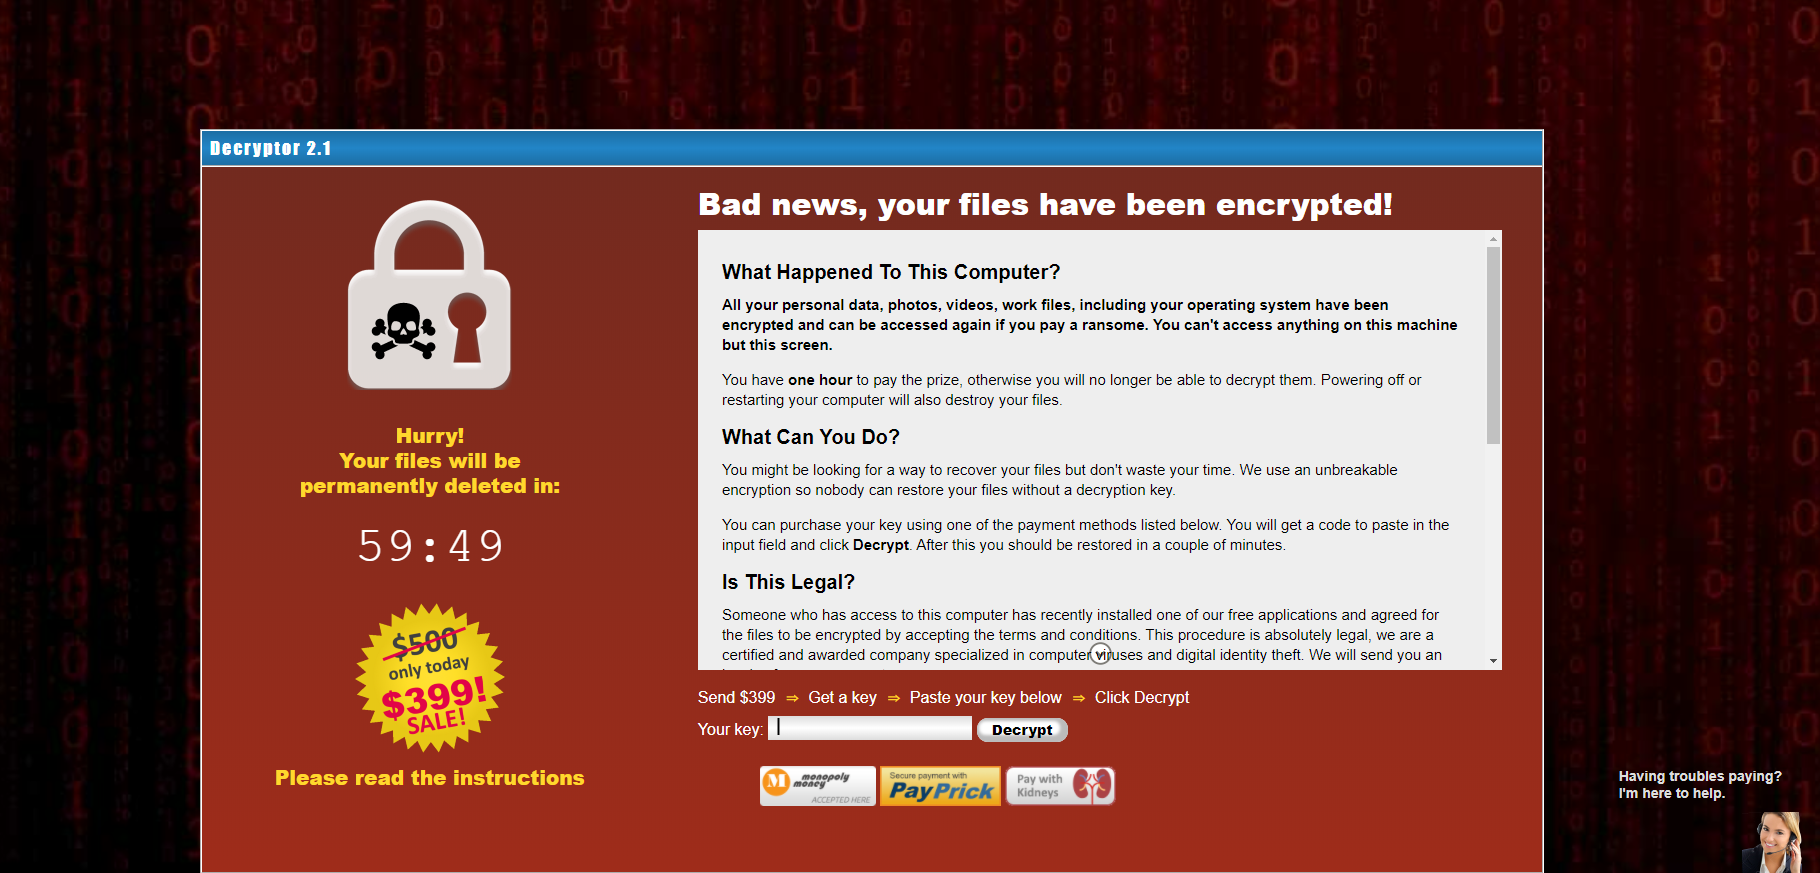 Decryptor 2.1
Bad news, your files have been encrypted!
What Happened To This Computer?
All your personal data, photos, videos, work files, including your operating system have been
encrypted and can be accessed again if you pay a ransome. You can't access anything on this machine
but this screen.
You have one hour to pay the prize, otherwise you will no longer be able to decrypt them. Powering off or
restarting your computer will also destroy your files.
What Can You Do?
You might be looking for a way to recover your files but don't waste your time. We use an unbreakable
encryption so nobody can restore your files without a decryption key.
You can purchase your key using one of the payment methods listed below. You will get a code to paste in the
input field and click Decrypt. After this you should be restored in a couple of minutes.
Is This Legal?
Someone who has access to this computer has recently installed one of our free applications and agreed for
the files to be encrypted by accepting the terms and conditions. This procedure is absolutely legal, we are a
certified and awarded company specialized in computer viruses and digital identity theft. We will send you an
Hurry!
Your files will be
permanently deleted in:
59:49
$500
only today
$399!
SALE!
Please read the instructions
Send $399 ⇒ Get a key ⇒ Paste your key below ⇒ Click Decrypt
Your key:
Decrypt
M monopoly
money
ACCEPTED HERE
Secure payment with
PayPrick
Pay with
Kidneys
Having troubles paying?
I'm here to help.